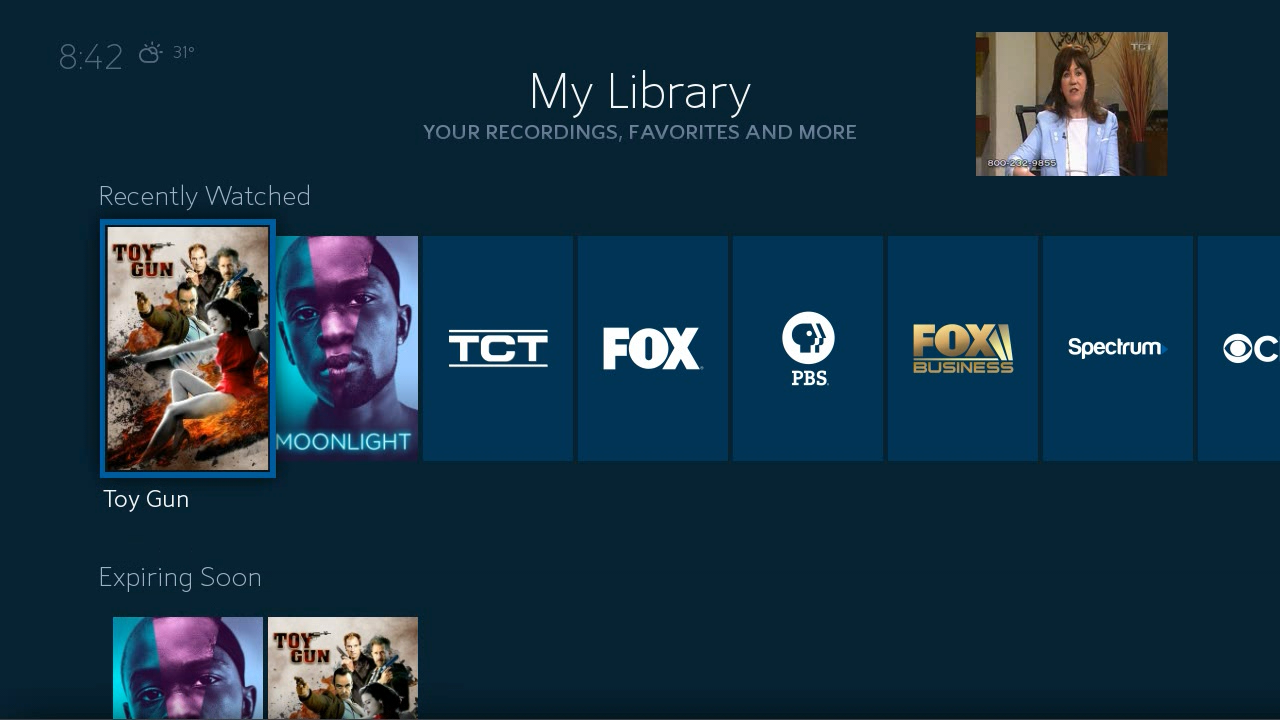 8:42 31°
My Library
YOUR RECORDINGS, FAVORITES AND MORE
TCT
800-232-9855
Recently Watched
TOY GUN
MOONLIGHT
TCT
FOX
PBS
FOX BUSINESS
Spectrum
C
Toy Gun
Expiring Soon
TOY GUN